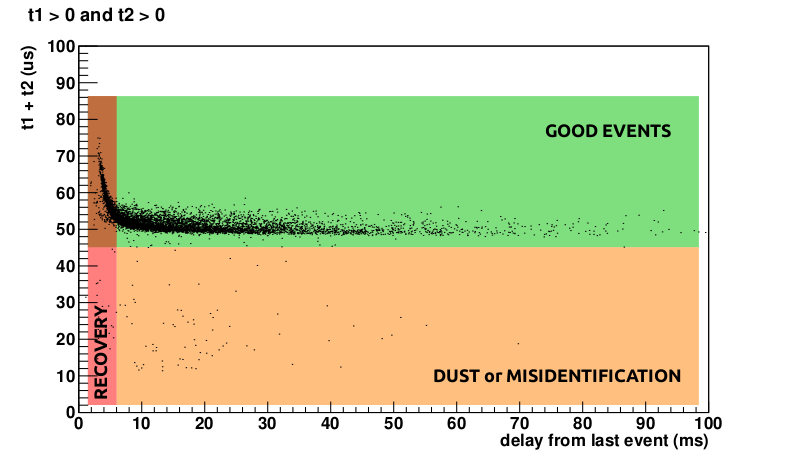 t1 > 0 and t2 > 0
t1 + t2 (us)
100
90
80
70
60
50
40
30
20
10
0
GOOD EVENTS
RECOVERY
DUST or MISIDENTIFICATION
0 10 20 30 40 50 60 70 80 90 100
delay from last event (ms)